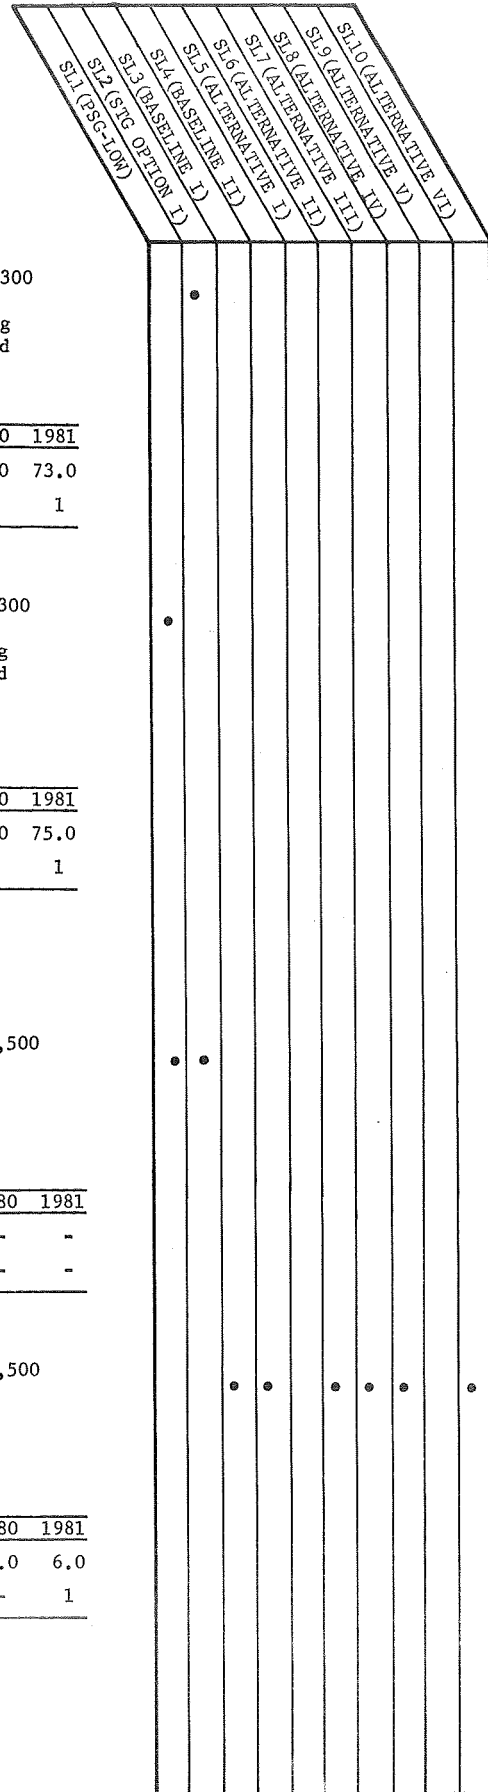 SL1(PSG-LOW)
SL2(STG OPTION I)
SL3(BASELINE I)
SL4(BASELINE II)
SL5(ALTERNATIVE I)
SL6(ALTERNATIVE II)
SL7(ALTERNATIVE III)
SL8(ALTERNATIVE IV)
SL9(ALTERNATIVE V)
SL10(ALTERNATIVE VI)
300
g
d
0 1981
0 73.0
1
300
g
d
0 1981
0 75.0
1
,500
80 1981
- -
- -
,500
80 1981
.0 6.0
- 1